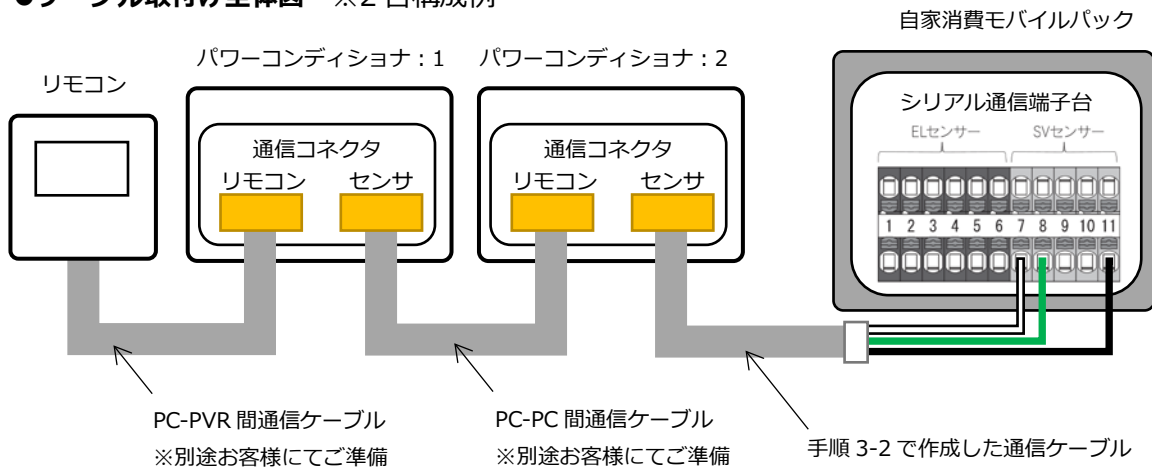 ●ケーブル取付け全体図 ※2台構成例
自家消費モバイルパック
パワーコンディショナ：1 パワーコンディショナ：2
リモコン
シリアル通信端子台
ELセンサー SVセンサー
通信コネクタ 通信コネクタ
リモコン センサ リモコン センサ
1 2 3 4 5 6 7 8 9 10 11
PC-PVR 間通信ケーブル
※別途お客様にてご準備
PC-PC 間通信ケーブル
※別途お客様にてご準備
手順 3-2 で作成した通信ケーブル